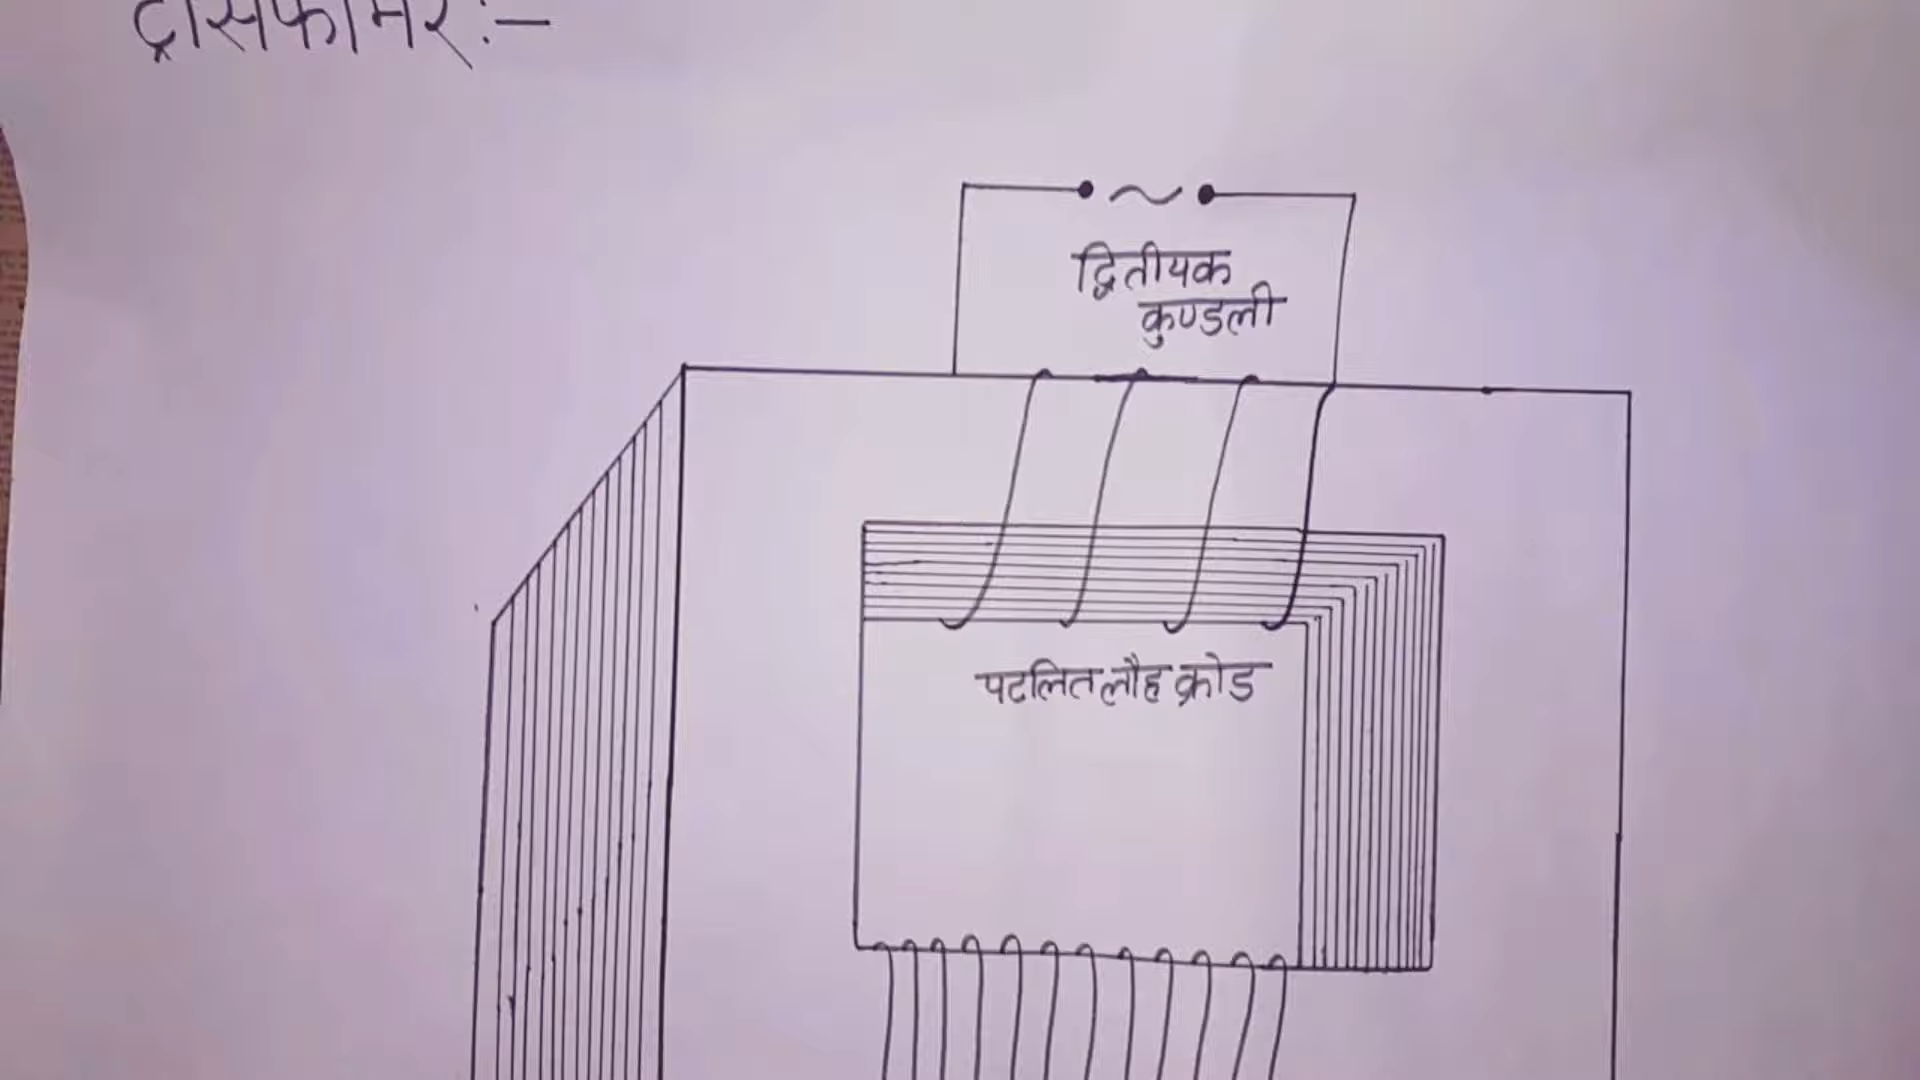 ट्रांसफार्मर:-
द्वितीयक
कुण्डली
पटलित लौह क्रोड